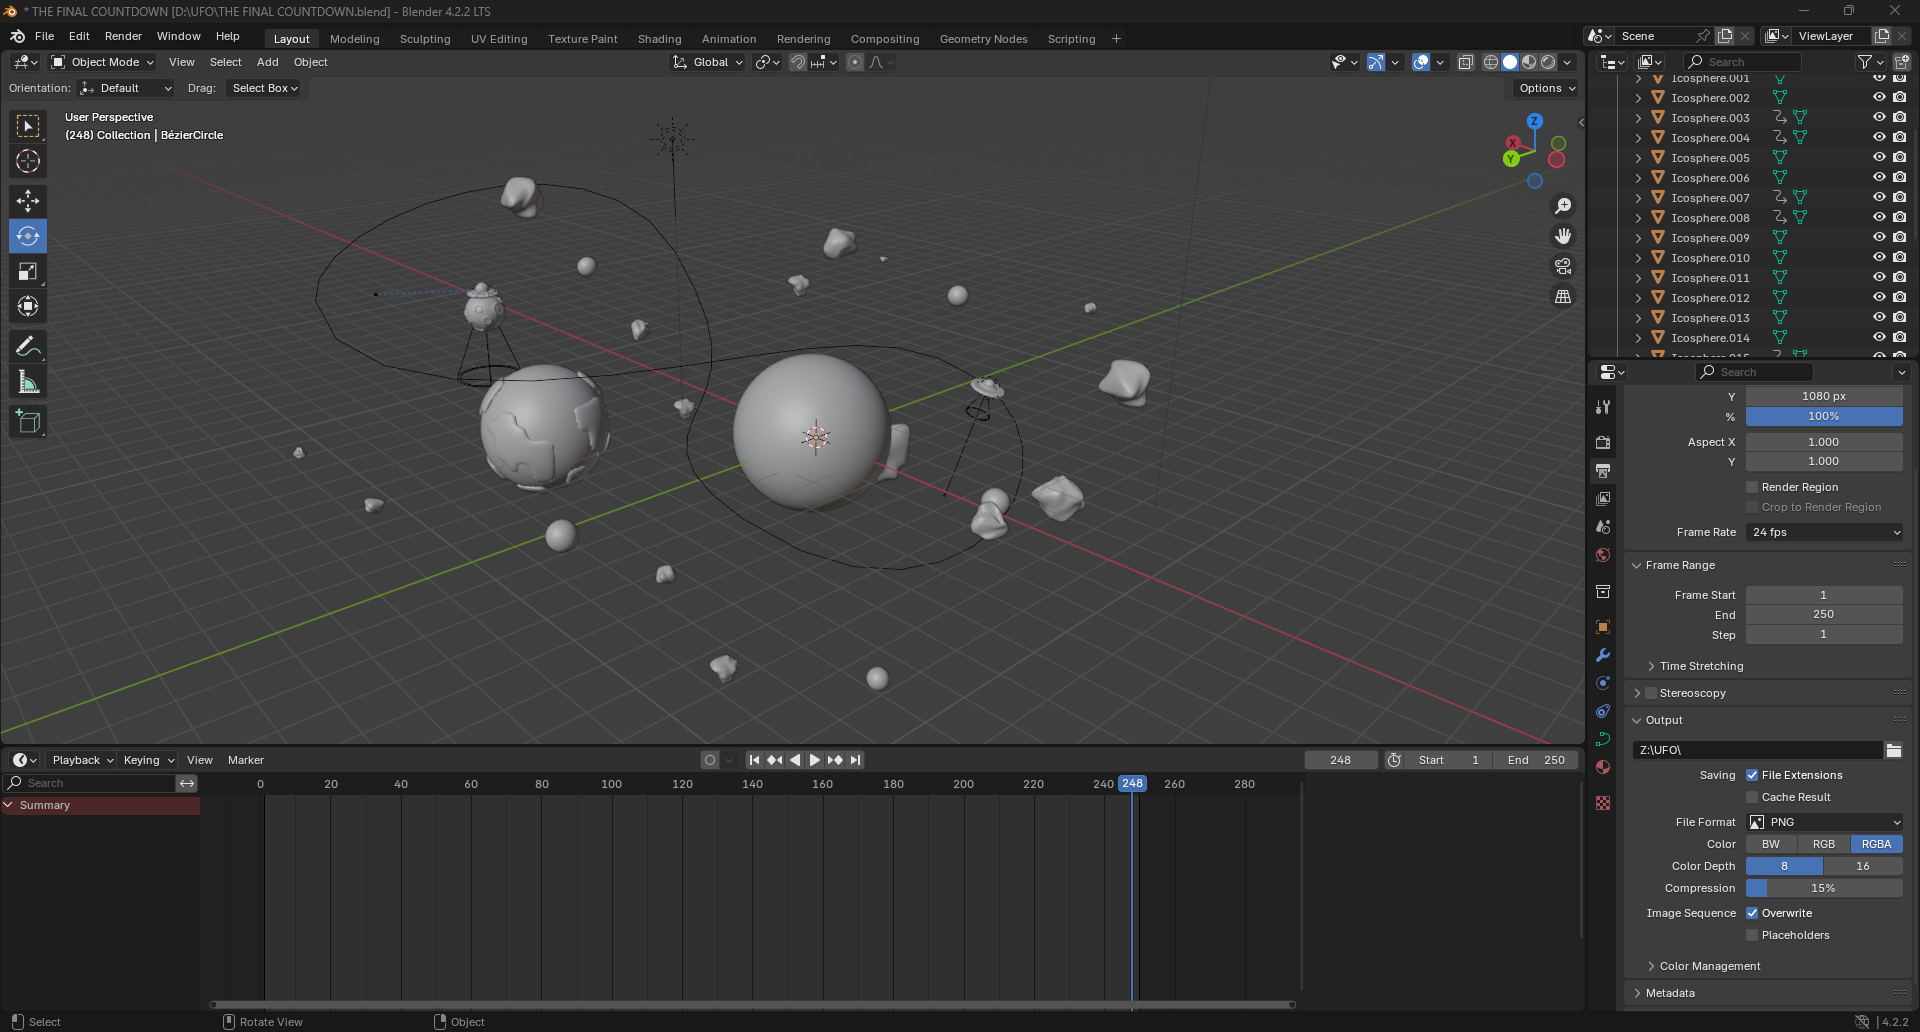 * THE FINAL COUNTDOWN [D:\UFO\THE FINAL COUNTDOWN.blend] - Blender 4.2.2 LTS
File Edit Render Window Help Layout Modeling Sculpting UV Editing Texture Paint Shading Animation Rendering Compositing Geometry Nodes Scripting + Scene ViewLayer
Object Mode View Select Add Object Global Search
Orientation: Default Drag: Select Box Options
User Perspective
(248) Collection | BézierCircle
Z
X
Y
Icosphere.001
Icosphere.002
Icosphere.003
Icosphere.004
Icosphere.005
Icosphere.006
Icosphere.007
Icosphere.008
Icosphere.009
Icosphere.010
Icosphere.011
Icosphere.012
Icosphere.013
Icosphere.014
Search
Y 1080 px
% 100%
Aspect X 1.000
Y 1.000
Render Region
Crop to Render Region
Frame Rate 24 fps
Frame Range
Frame Start 1
End 250
Step 1
Time Stretching
Stereoscopy
Output
Z:\UFO\
Saving File Extensions
Cache Result
File Format PNG
Color BW RGB RGBA
Color Depth 8 16
Compression 15%
Image Sequence Overwrite
Placeholders
Color Management
Metadata
Playback Keying View Marker 248 Start 1 End 250
Search 0 20 40 60 80 100 120 140 160 180 200 220 240 248 260 280
Summary
Select Rotate View Object 4.2.2